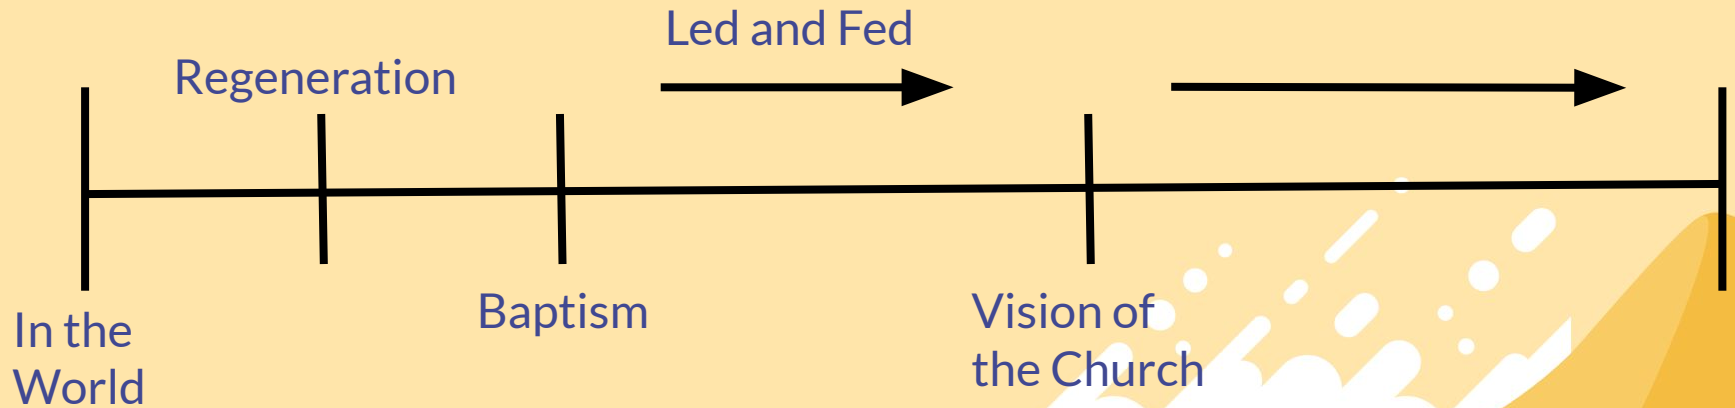 Led and Fed
Regeneration
Baptism
Vision of
the Church
In the
World